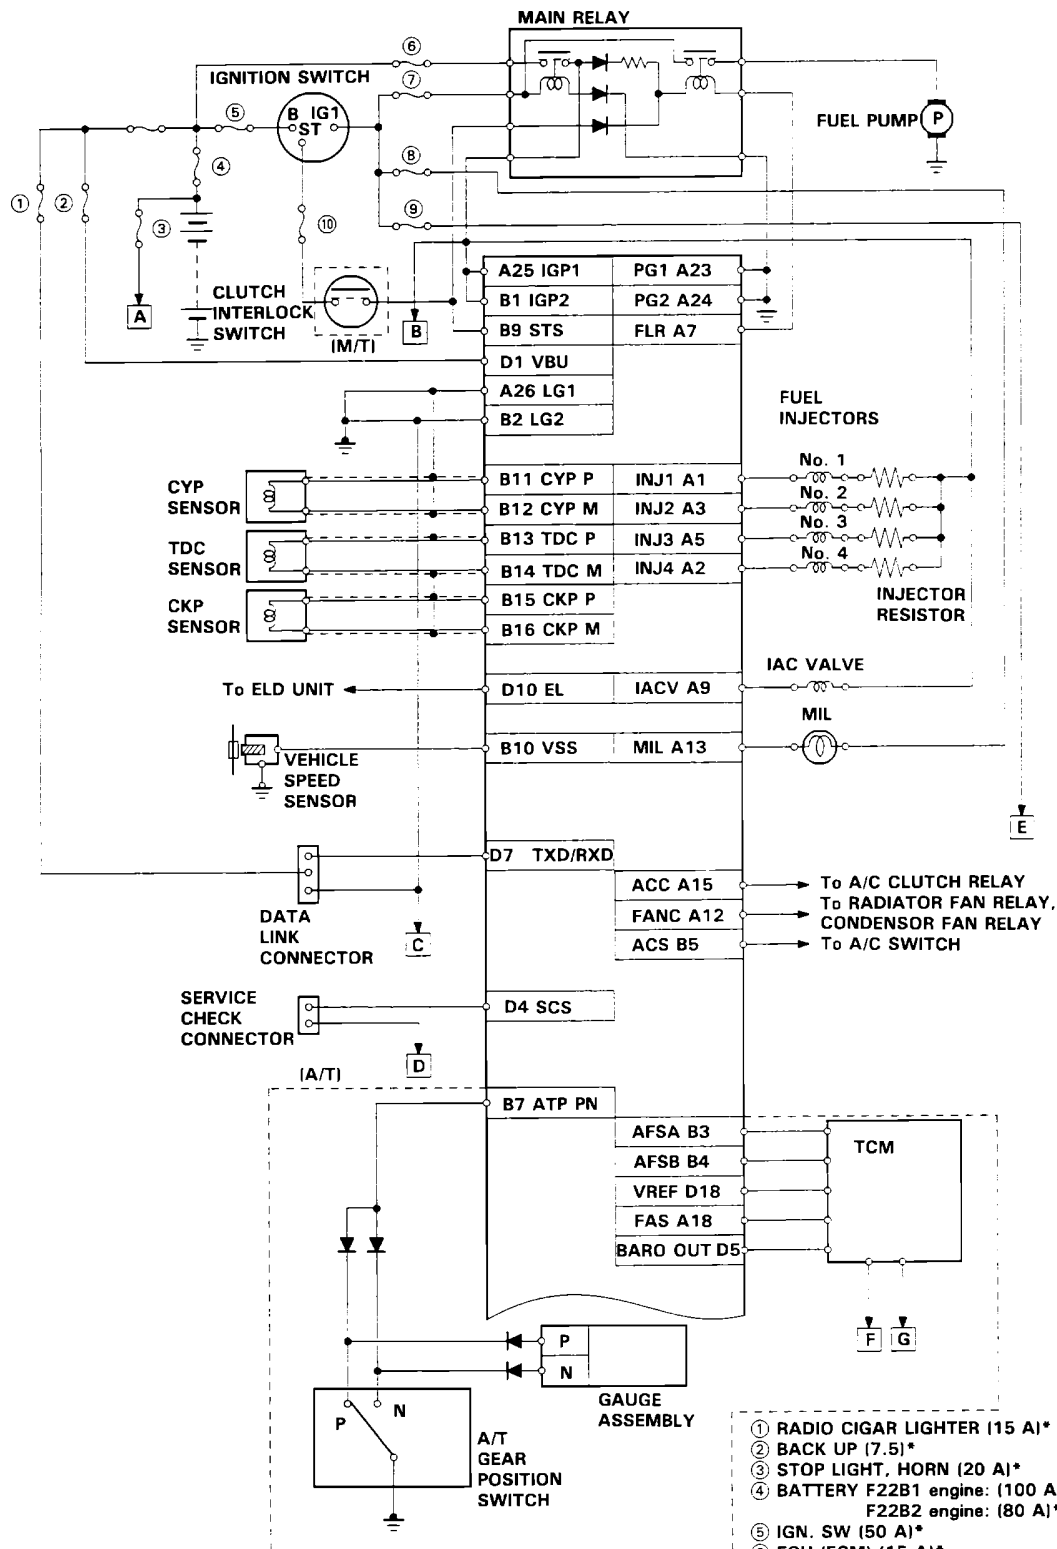 MAIN RELAY
⑥
IGNITION SWITCH
⑦
B IG1
ST
⑤
FUEL PUMP
P
④
⑧
①
②
③
⑩
⑨
CLUTCH
INTERLOCK
SWITCH
(M/T)
A
B
A25 IGP1
PG1 A23
B1 IGP2
PG2 A24
B9 STS
FLR A7
D1 VBU
A26 LG1
B2 LG2
FUEL
INJECTORS
CYP
SENSOR
B11 CYP P
INJ1 A1
No. 1
B12 CYP M
INJ2 A3
No. 2
TDC
SENSOR
B13 TDC P
INJ3 A5
No. 3
B14 TDC M
INJ4 A2
No. 4
CKP
SENSOR
B15 CKP P
B16 CKP M
INJECTOR
RESISTOR
To ELD UNIT
D10 EL
IACV A9
IAC VALVE
MIL
B10 VSS
MIL A13
VEHICLE
SPEED
SENSOR
E
D7 TXD/RXD
DATA
LINK
CONNECTOR
C
ACC A15
To A/C CLUTCH RELAY
FANC A12
To RADIATOR FAN RELAY,
CONDENSOR FAN RELAY
ACS B5
To A/C SWITCH
SERVICE
CHECK
CONNECTOR
D4 SCS
D
(A/T)
B7 ATP PN
AFSA B3
AFSB B4
VREF D18
FAS A18
BARO OUT D5
TCM
F
G
P
N
GAUGE
ASSEMBLY
P
N
A/T
GEAR
POSITION
SWITCH
① RADIO CIGAR LIGHTER (15 A)*
② BACK UP (7.5)*
③ STOP LIGHT, HORN (20 A)*
④ BATTERY F22B1 engine: (100 A
F22B2 engine: (80 A)*
⑤ IGN. SW (50 A)*